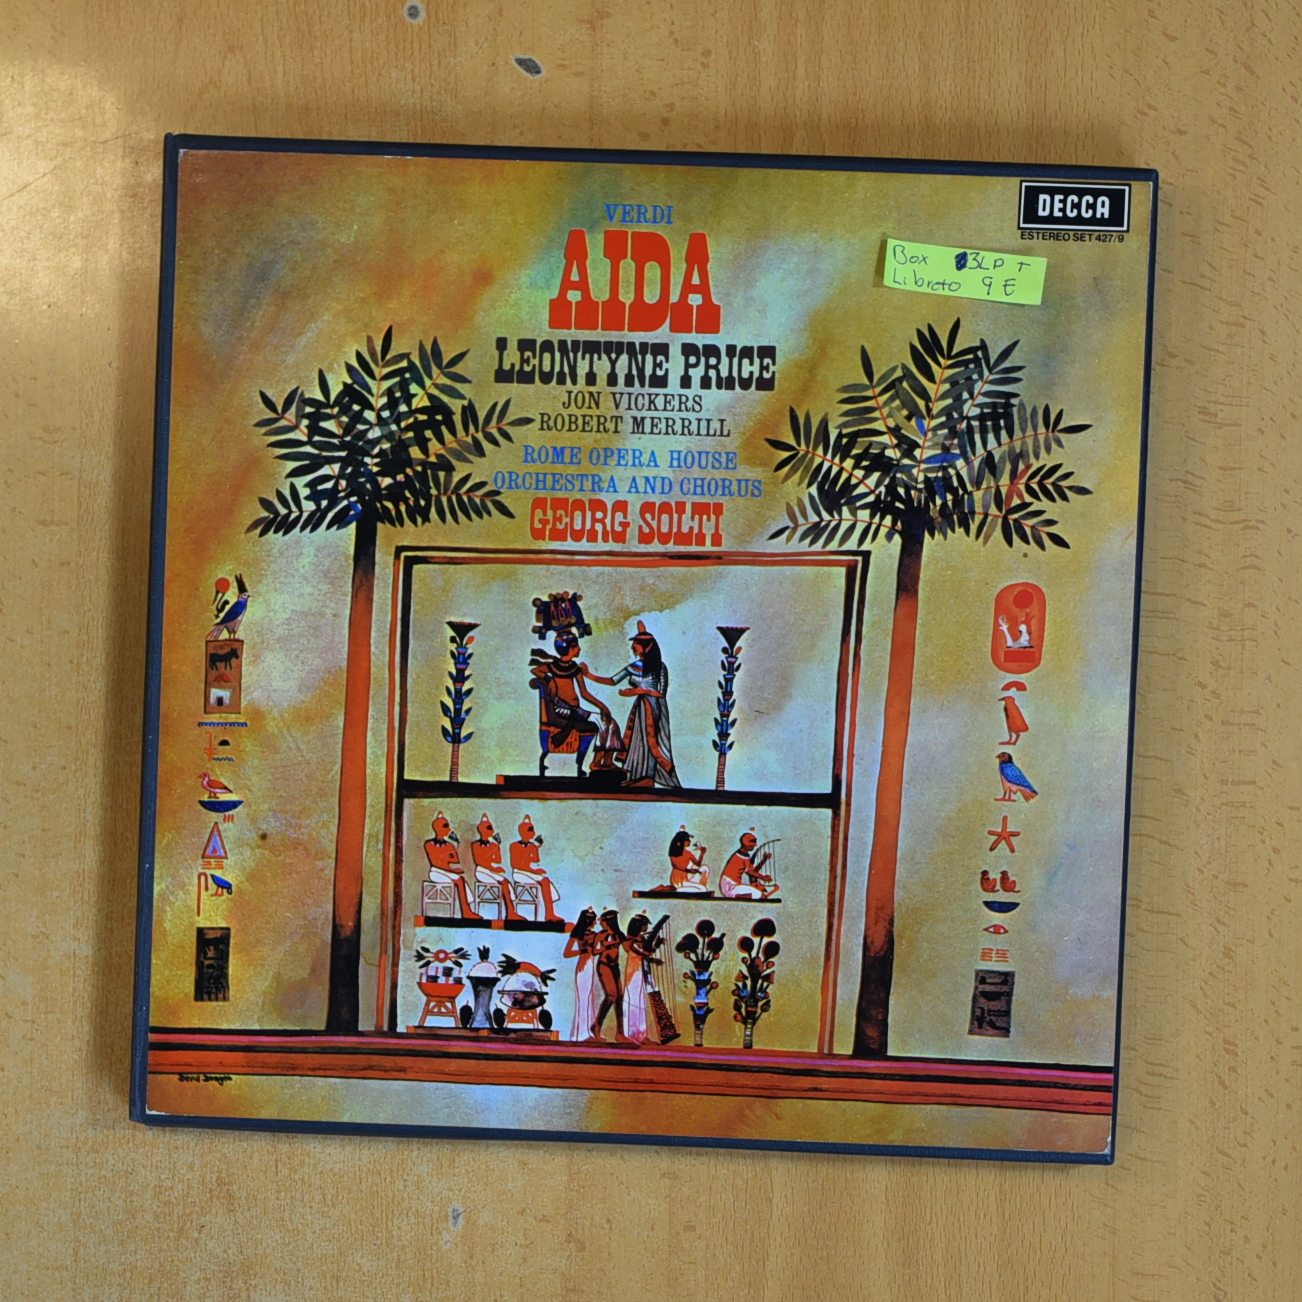 DECCA
ESTEREO SET 427/9
VERDI
AIDA
LEONTYNE PRICE
JON VICKERS
ROBERT MERRILL
ROME OPERA HOUSE
ORCHESTRA AND CHORUS
GEORG SOLTI
Box 3LP +
Libreto 9 €